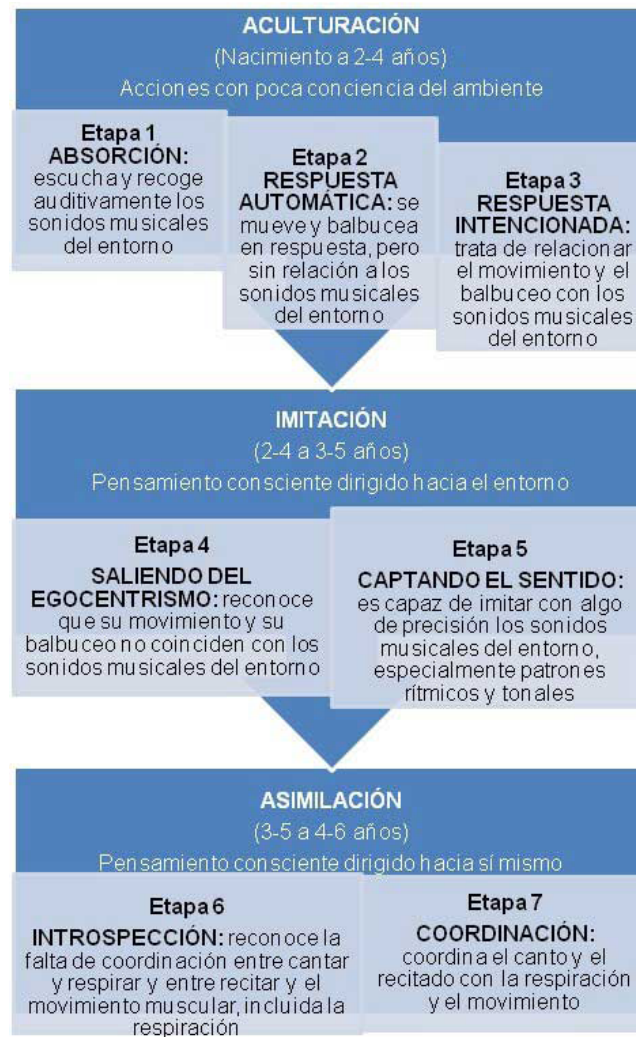 ACULTURACIÓN
(Nacimiento a 2-4 años)
Acciones con poca conciencia del ambiente
Etapa 1
ABSORCIÓN:
escucha y recoge
auditivamente los
sonidos musicales
del entorno
Etapa 2
RESPUESTA
AUTOMÁTICA: se
mueve y balbucea
en respuesta, pero
sin relación a los
sonidos musicales
del entorno
Etapa 3
RESPUESTA
INTENCIONADA:
trata de relacionar
el movimiento y el
balbuceo con los
sonidos musicales
del entorno
IMITACIÓN
(2-4 a 3-5 años)
Pensamiento consciente dirigido hacia el entorno
Etapa 4
SALIENDO DEL
EGOCENTRISMO: reconoce
que su movimiento y su
balbuceo no coinciden con los
sonidos musicales del entorno
Etapa 5
CAPTANDO EL SENTIDO:
es capaz de imitar con algo
de precisión los sonidos
musicales del entorno,
especialmente patrones
rítmicos y tonales
ASIMILACIÓN
(3-5 a 4-6 años)
Pensamiento consciente dirigido hacia sí mismo
Etapa 6
INTROSPECCIÓN: reconoce la
falta de coordinación entre cantar
y respirar y entre recitar y el
movimiento muscular, incluida la
respiración
Etapa 7
COORDINACIÓN:
coordina el canto y el
recitado con la respiración
y el movimiento